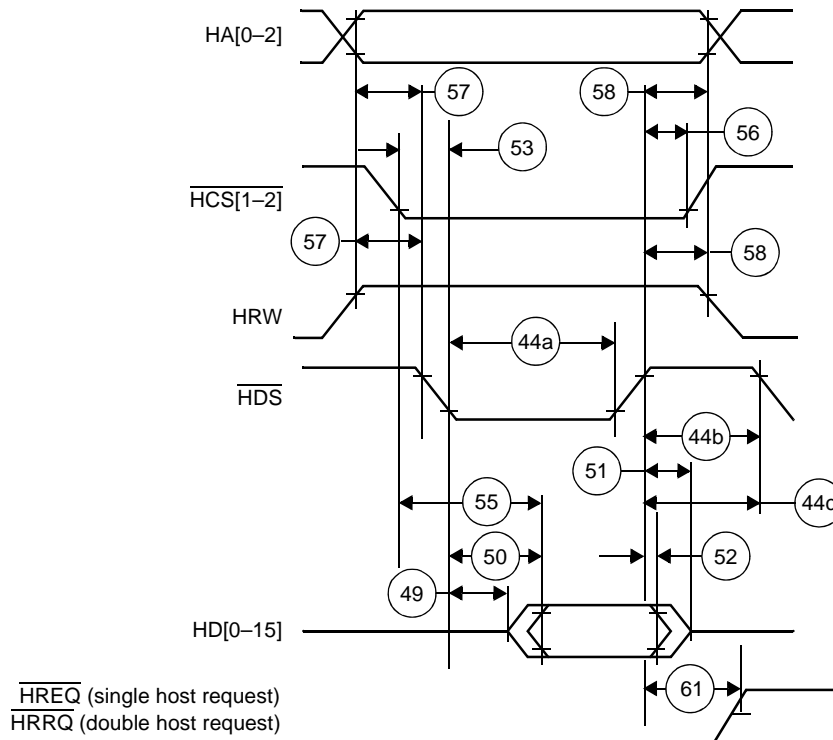 HA[0–2]
57
58
56
53
HCS[1–2]
57
58
HRW
44a
HDS
44b
51
44c
55
50
52
49
HD[0–15]
61
HREQ (single host request)
HRRQ (double host request)